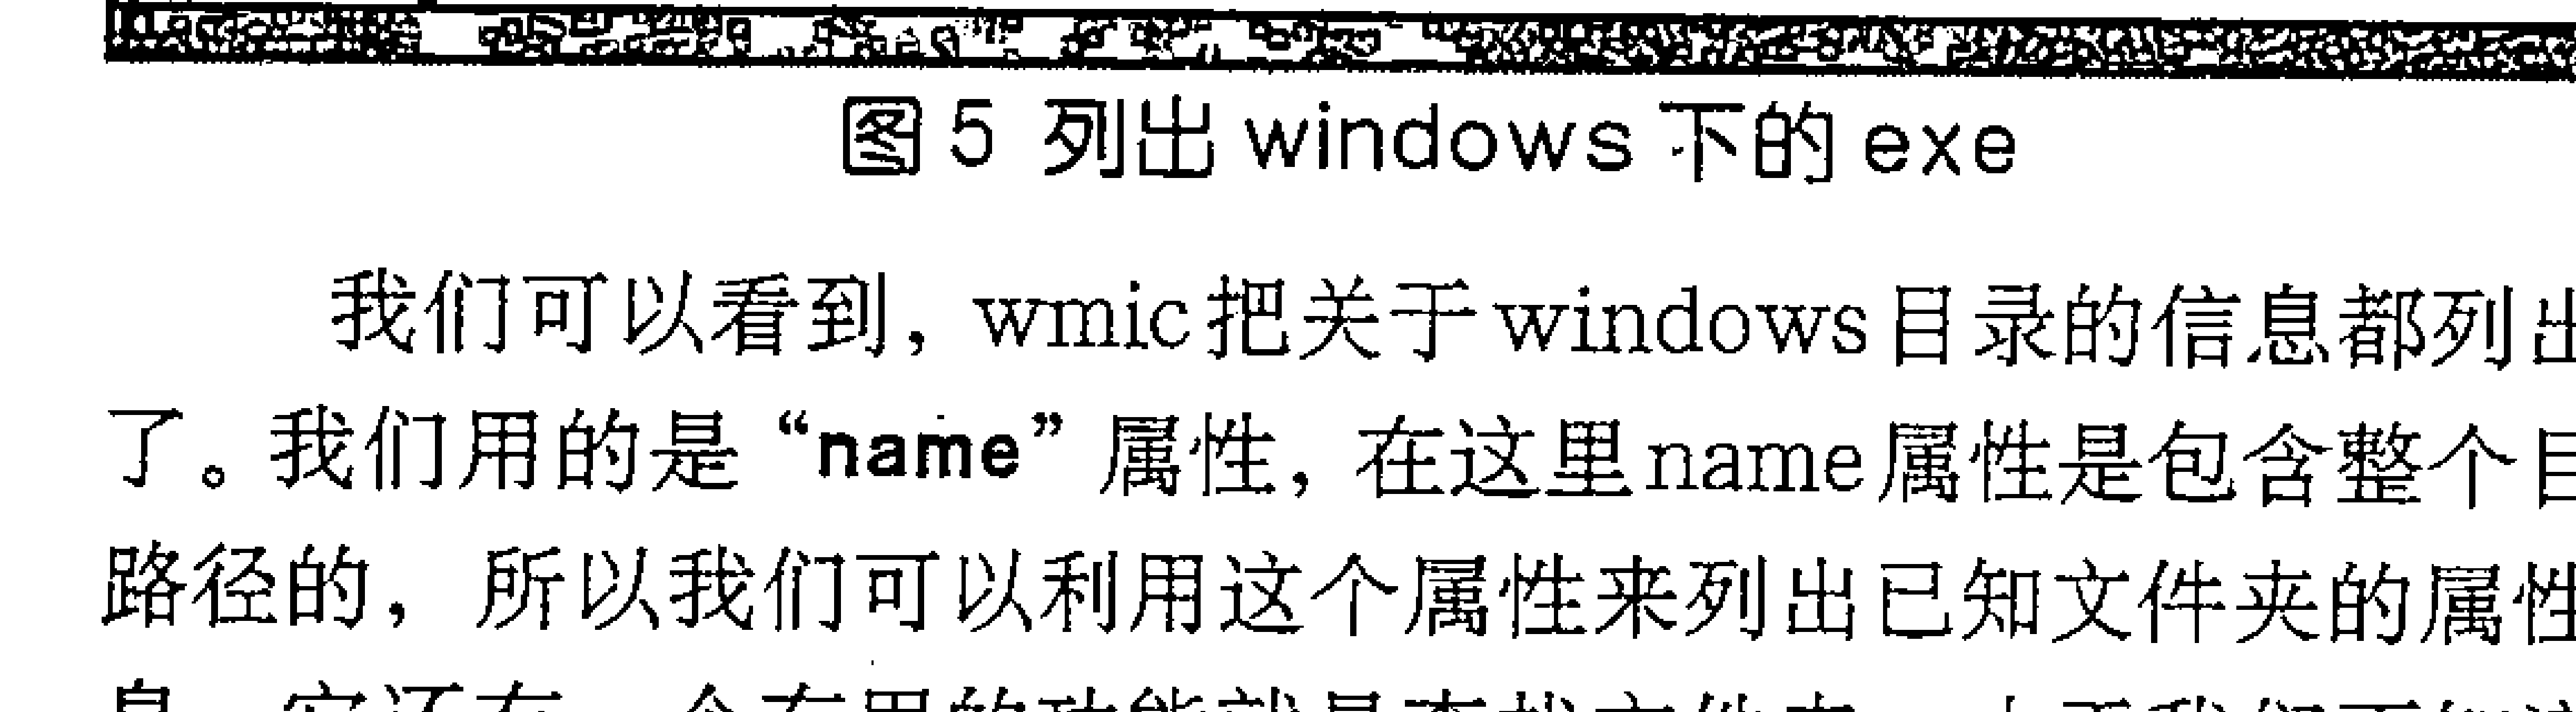 图 5 列出 windows 下的 exe
我们可以看到，wmic把关于windows目录的信息都列出
了。我们用的是“name”属性，在这里name属性是包含整个目
路径的，所以我们可以利用这个属性来列出已知文件夹的属性